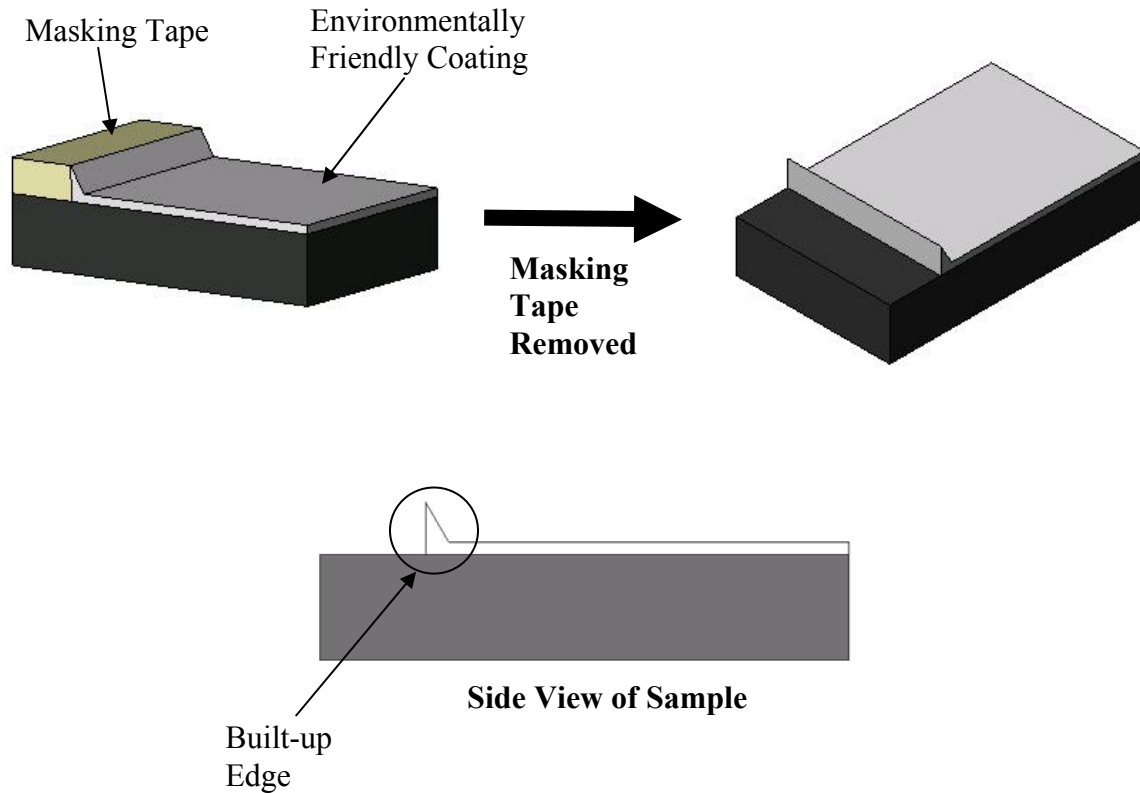 Masking Tape
Environmentally
Friendly Coating
Masking
Tape
Removed
Side View of Sample
Built-up
Edge